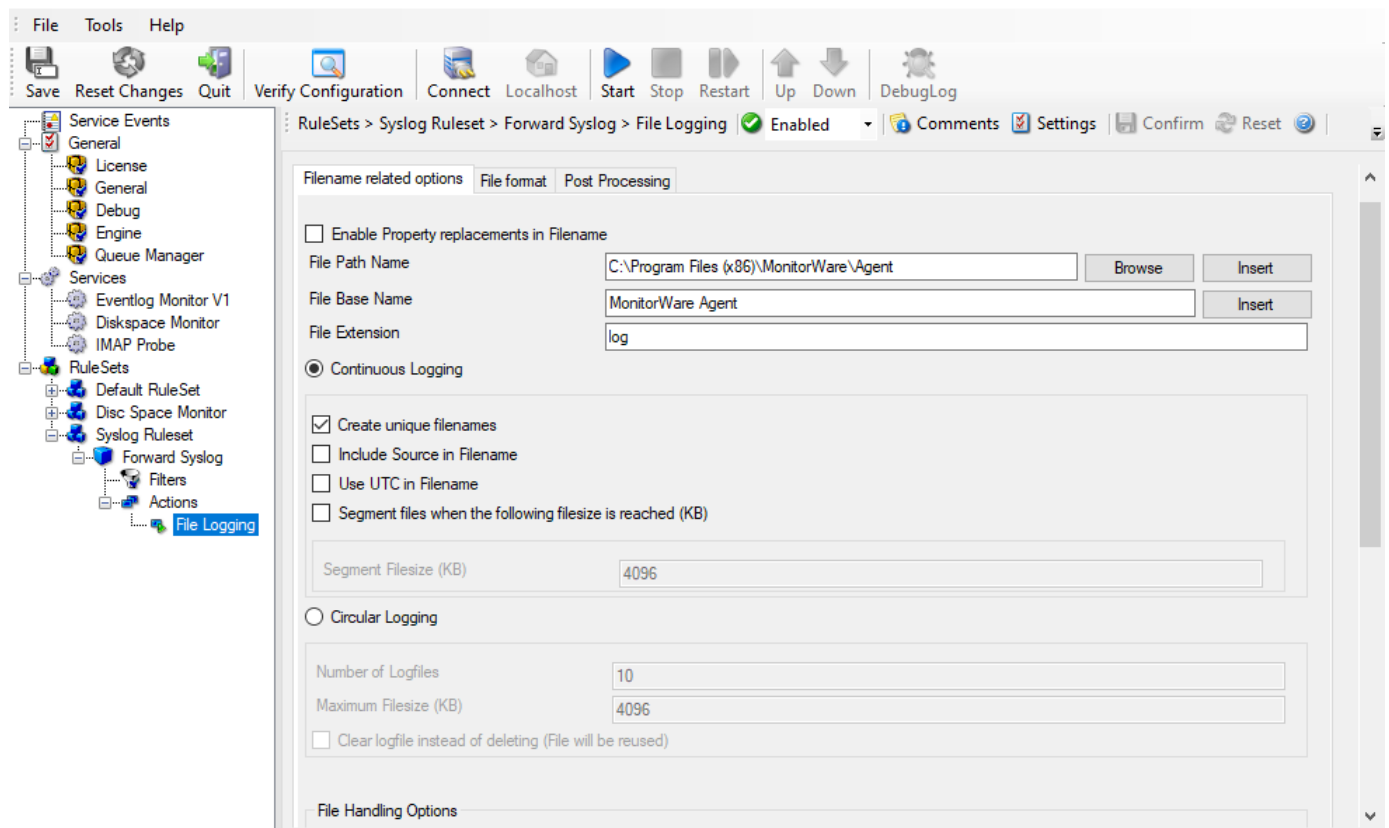 File Tools Help
Save Reset Changes Quit Verify Configuration Connect Localhost Start Stop Restart Up Down DebugLog
Service Events
General
License
General
Debug
Engine
Queue Manager
Services
Eventlog Monitor V1
Diskspace Monitor
IMAP Probe
RuleSets
Default RuleSet
Disc Space Monitor
Syslog Ruleset
Forward Syslog
Filters
Actions
File Logging
RuleSets > Syslog Ruleset > Forward Syslog > File Logging Enabled Comments Settings Confirm Reset
Filename related options File format Post Processing
Enable Property replacements in Filename
File Path Name C:\Program Files (x86)\MonitorWare\Agent Browse Insert
File Base Name MonitorWare Agent Insert
File Extension log
Continuous Logging
Create unique filenames
Include Source in Filename
Use UTC in Filename
Segment files when the following filesize is reached (KB)
Segment Filesize (KB) 4096
Circular Logging
Number of Logfiles 10
Maximum Filesize (KB) 4096
Clear logfile instead of deleting (File will be reused)
File Handling Options